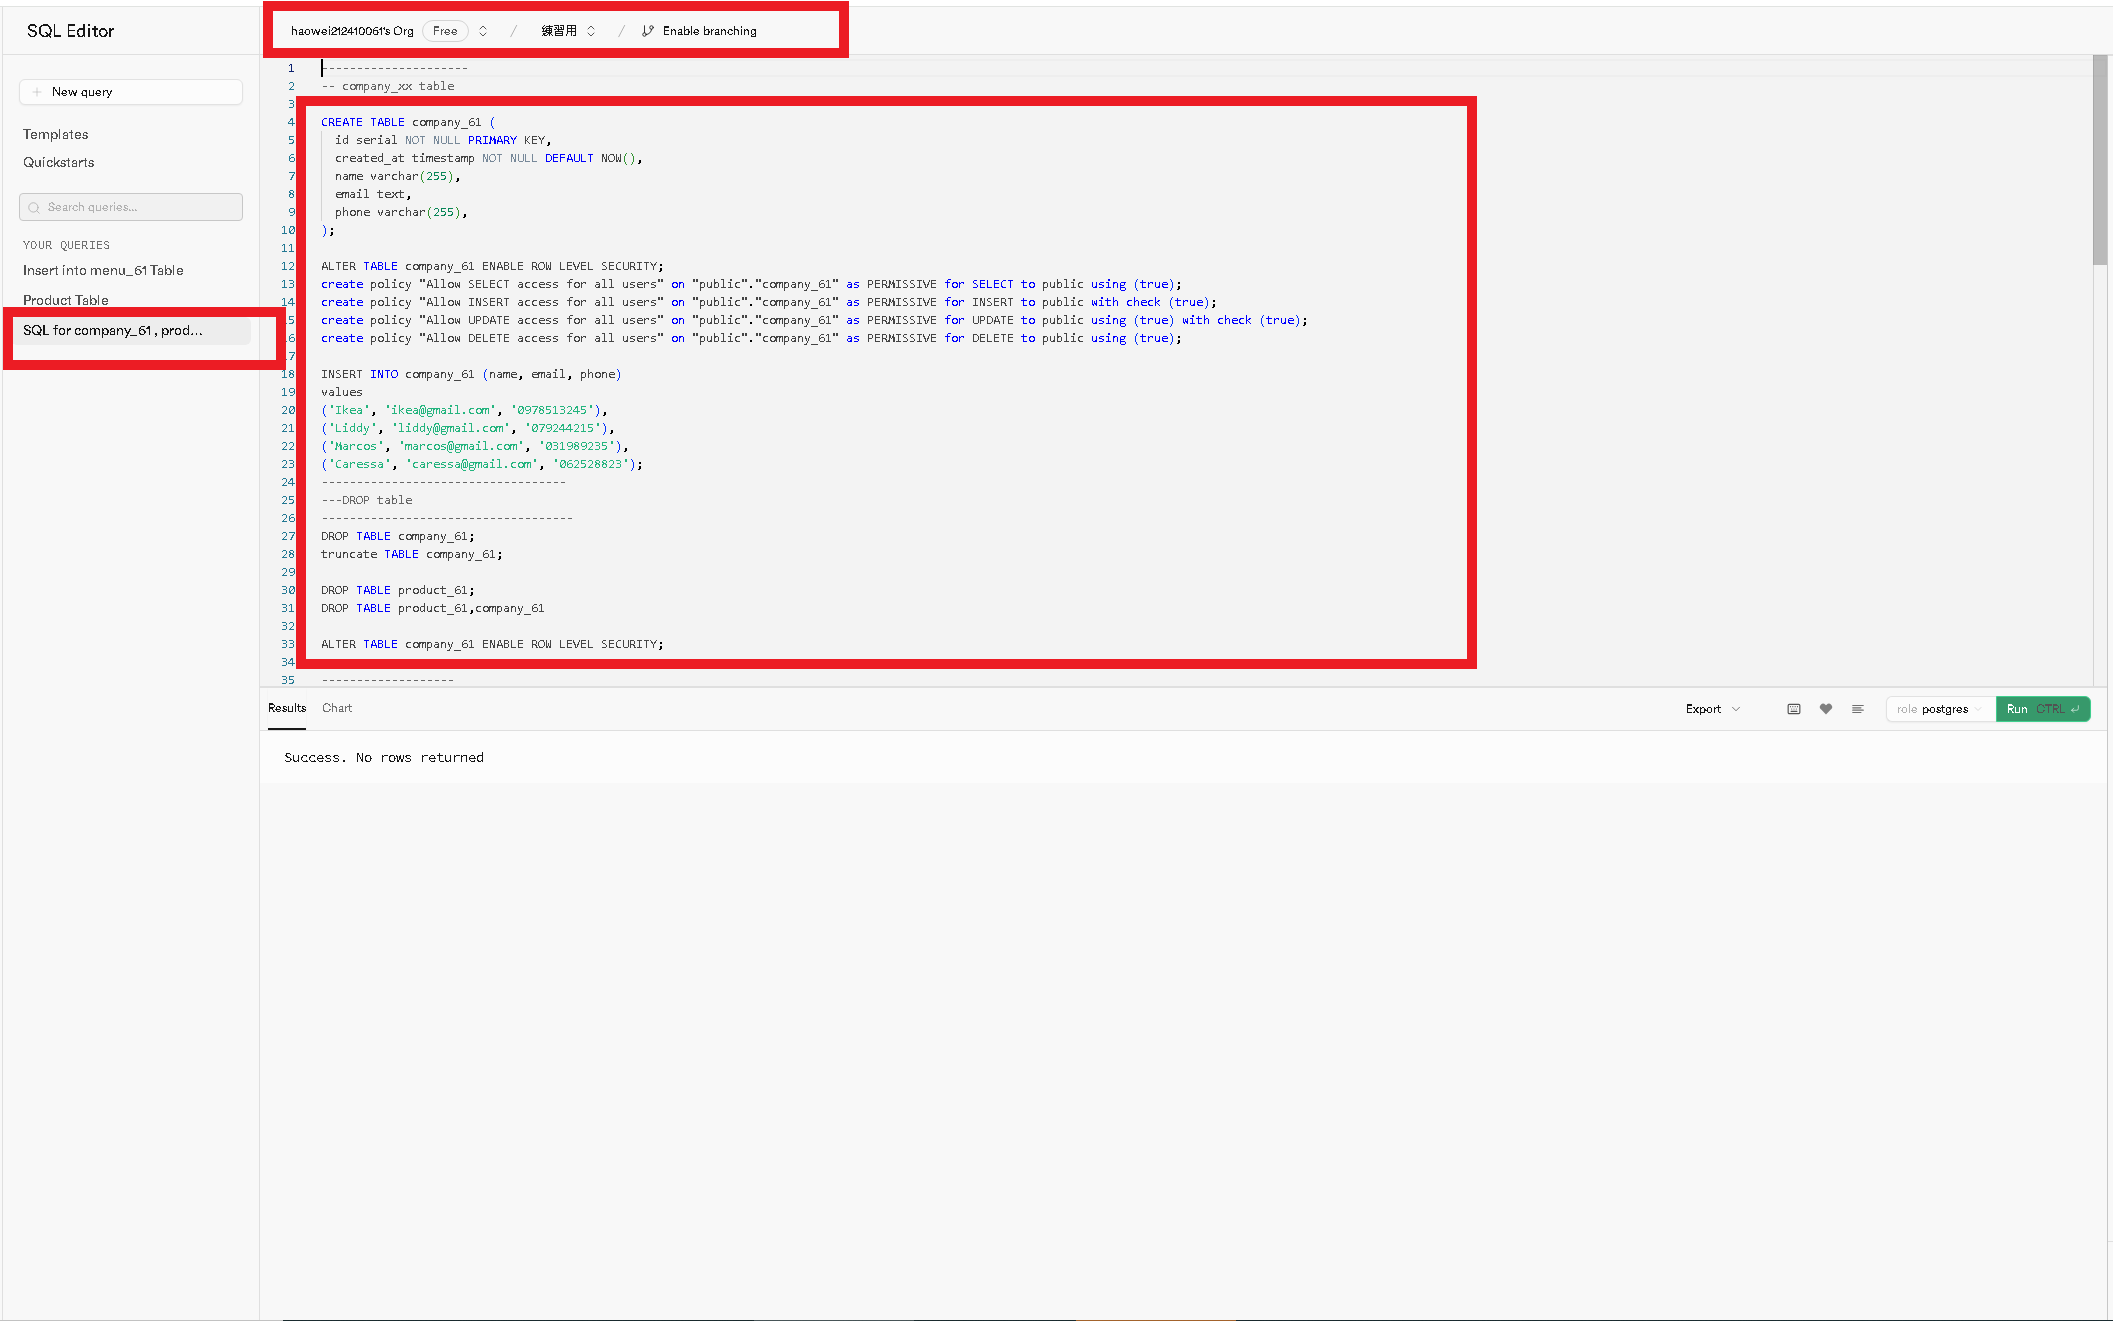 SQL Editor
haowei212410061's Org Free / 練習用 / Enable branching
New query
Templates
Quickstarts
Search queries...
YOUR QUERIES
Insert into menu_61 Table
Product Table
SQL for company_61 , prod...
1 ---------------------
2 -- company_xx table
3
4 CREATE TABLE company_61 (
5 id serial NOT NULL PRIMARY KEY,
6 created_at timestamp NOT NULL DEFAULT NOW(),
7 name varchar(255),
8 email text,
9 phone varchar(255),
10 );
11
12 ALTER TABLE company_61 ENABLE ROW LEVEL SECURITY;
13 create policy "Allow SELECT access for all users" on "public"."company_61" as PERMISSIVE for SELECT to public using (true);
14 create policy "Allow INSERT access for all users" on "public"."company_61" as PERMISSIVE for INSERT to public with check (true);
15 create policy "Allow UPDATE access for all users" on "public"."company_61" as PERMISSIVE for UPDATE to public using (true) with check (true);
16 create policy "Allow DELETE access for all users" on "public"."company_61" as PERMISSIVE for DELETE to public using (true);
17
18 INSERT INTO company_61 (name, email, phone)
19 values
20 ('Ikea', 'ikea@gmail.com', '0978513245'),
21 ('Liddy', 'liddy@gmail.com', '079244215'),
22 ('Marcos', 'marcos@gmail.com', '031989235'),
23 ('Caressa', 'caressa@gmail.com', '062528823');
24 -----------------------------------
25 ---DROP table
26 ------------------------------------
27 DROP TABLE company_61;
28 truncate TABLE company_61;
29
30 DROP TABLE product_61;
31 DROP TABLE product_61,company_61
32
33 ALTER TABLE company_61 ENABLE ROW LEVEL SECURITY;
34
35 -------------------
Results Chart
Export
role postgres
Run CTRL
Success. No rows returned